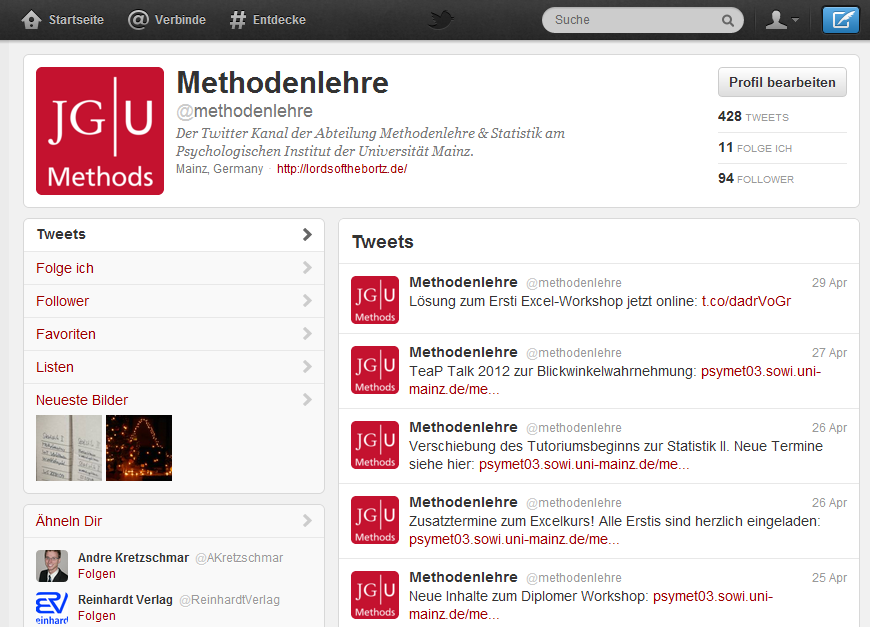 Startseite
Verbinde
Entdecke
Suche
JG|U
Methods
Methodenlehre
@methodenlehre
Der Twitter Kanal der Abteilung Methodenlehre & Statistik am
Psychologischen Institut der Universität Mainz.
Mainz, Germany · http://lordsofthebortz.de/
Profil bearbeiten
428 TWEETS
11 FOLGE ICH
94 FOLLOWER
Tweets
Folge ich
Follower
Favoriten
Listen
Neueste Bilder
Ähneln Dir
Andre Kretzschmar @AKretzschmar
Folgen
Reinhardt Verlag @ReinhardtVerlag
Folgen
ERV
einhard
Tweets
JG|U
Methods
Methodenlehre @methodenlehre 29 Apr
Lösung zum Ersti Excel-Workshop jetzt online: t.co/dadrVoGr
JG|U
Methods
Methodenlehre @methodenlehre 27 Apr
TeaP Talk 2012 zur Blickwinkelwahrnehmung: psymet03.sowi.uni-
mainz.de/me...
JG|U
Methods
Methodenlehre @methodenlehre 26 Apr
Verschiebung des Tutoriumsbeginns zur Statistik II. Neue Termine
siehe hier: psymet03.sowi.uni-mainz.de/me...
JG|U
Methods
Methodenlehre @methodenlehre 26 Apr
Zusatztermine zum Excelkurs! Alle Erstis sind herzlich eingeladen:
psymet03.sowi.uni-mainz.de/me...
JG|U
Methods
Methodenlehre @methodenlehre 25 Apr
Neue Inhalte zum Diplomer Workshop: psymet03.sowi.uni-
mainz.de/me...